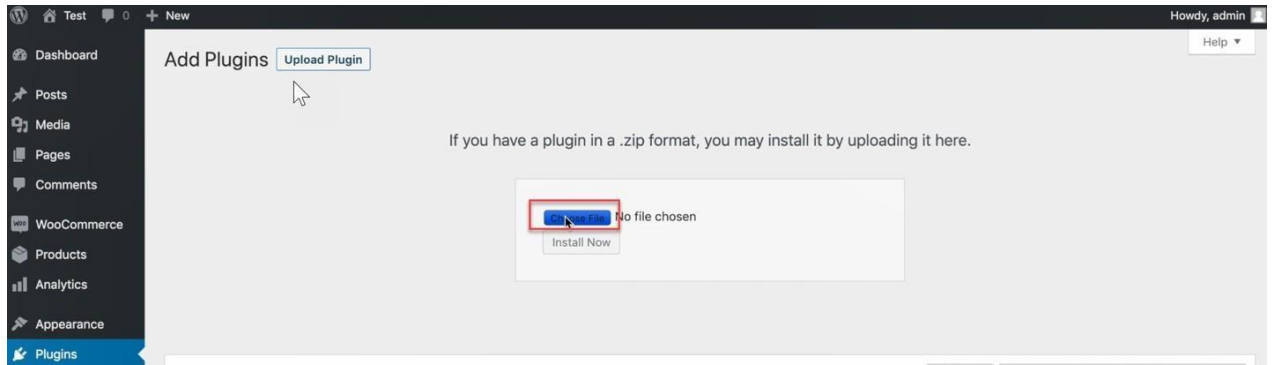 Test 0 + New
Howdy, admin
Help ▼
Dashboard
Add Plugins Upload Plugin
Posts
Media
Pages
Comments
WooCommerce
Products
Analytics
Appearance
Plugins
If you have a plugin in a .zip format, you may install it by uploading it here.
Choose File No file chosen
Install Now